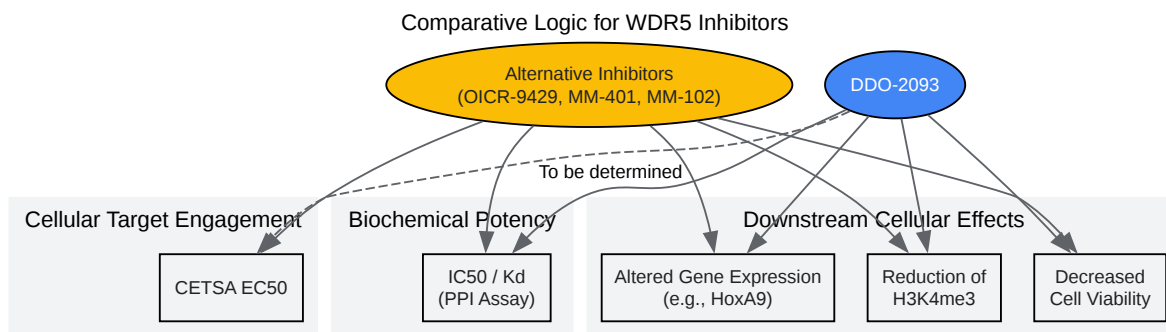 Comparative Logic for WDR5 Inhibitors
Alternative Inhibitors
(OICR-9429, MM-401, MM-102)
DDO-2093
To be determined
Cellular Target Engagement
Biochemical Potency
Downstream Cellular Effects
CETSA EC50
IC50 / Kd
(PPI Assay)
Altered Gene Expression
(e.g., HoxA9)
Reduction of
H3K4me3
Decreased
Cell Viability